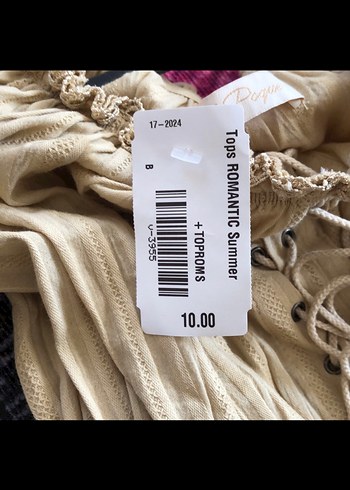 17-2024
B
Tops ROMANTIC Summer
+ TOPROMS
c-3955
10.00